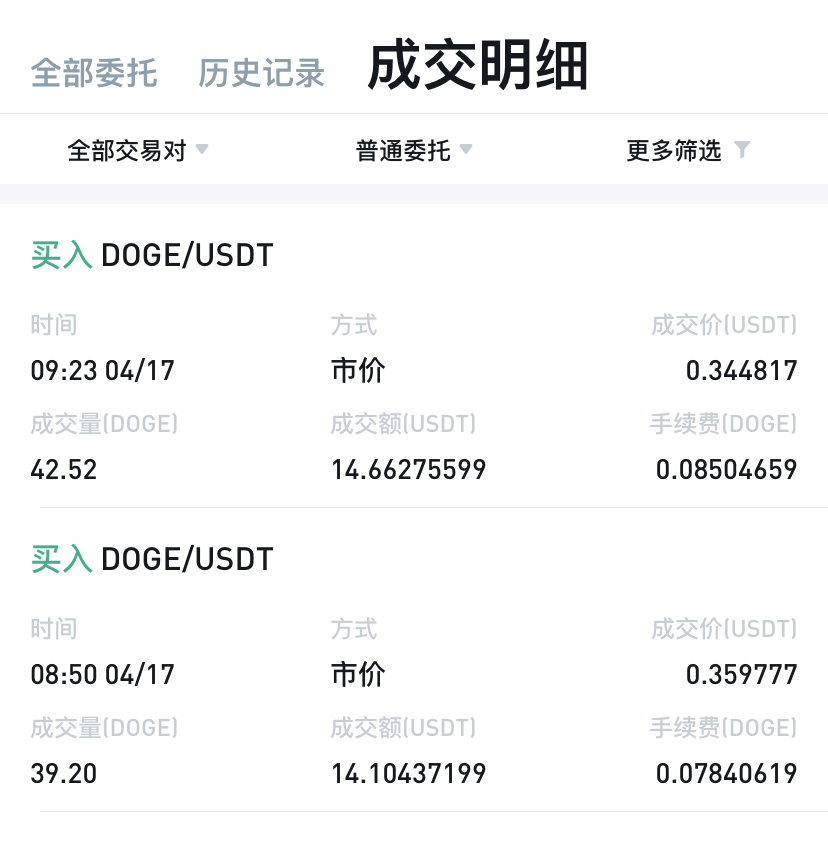 全部委托 历史记录 成交明细
全部交易对 普通委托 更多筛选
买入 DOGE/USDT
时间 方式 成交价(USDT)
09:23 04/17 市价 0.344817
成交量(DOGE) 成交额(USDT) 手续费(DOGE)
42.52 14.66275599 0.08504659
买入 DOGE/USDT
时间 方式 成交价(USDT)
08:50 04/17 市价 0.359777
成交量(DOGE) 成交额(USDT) 手续费(DOGE)
39.20 14.10437199 0.07840619